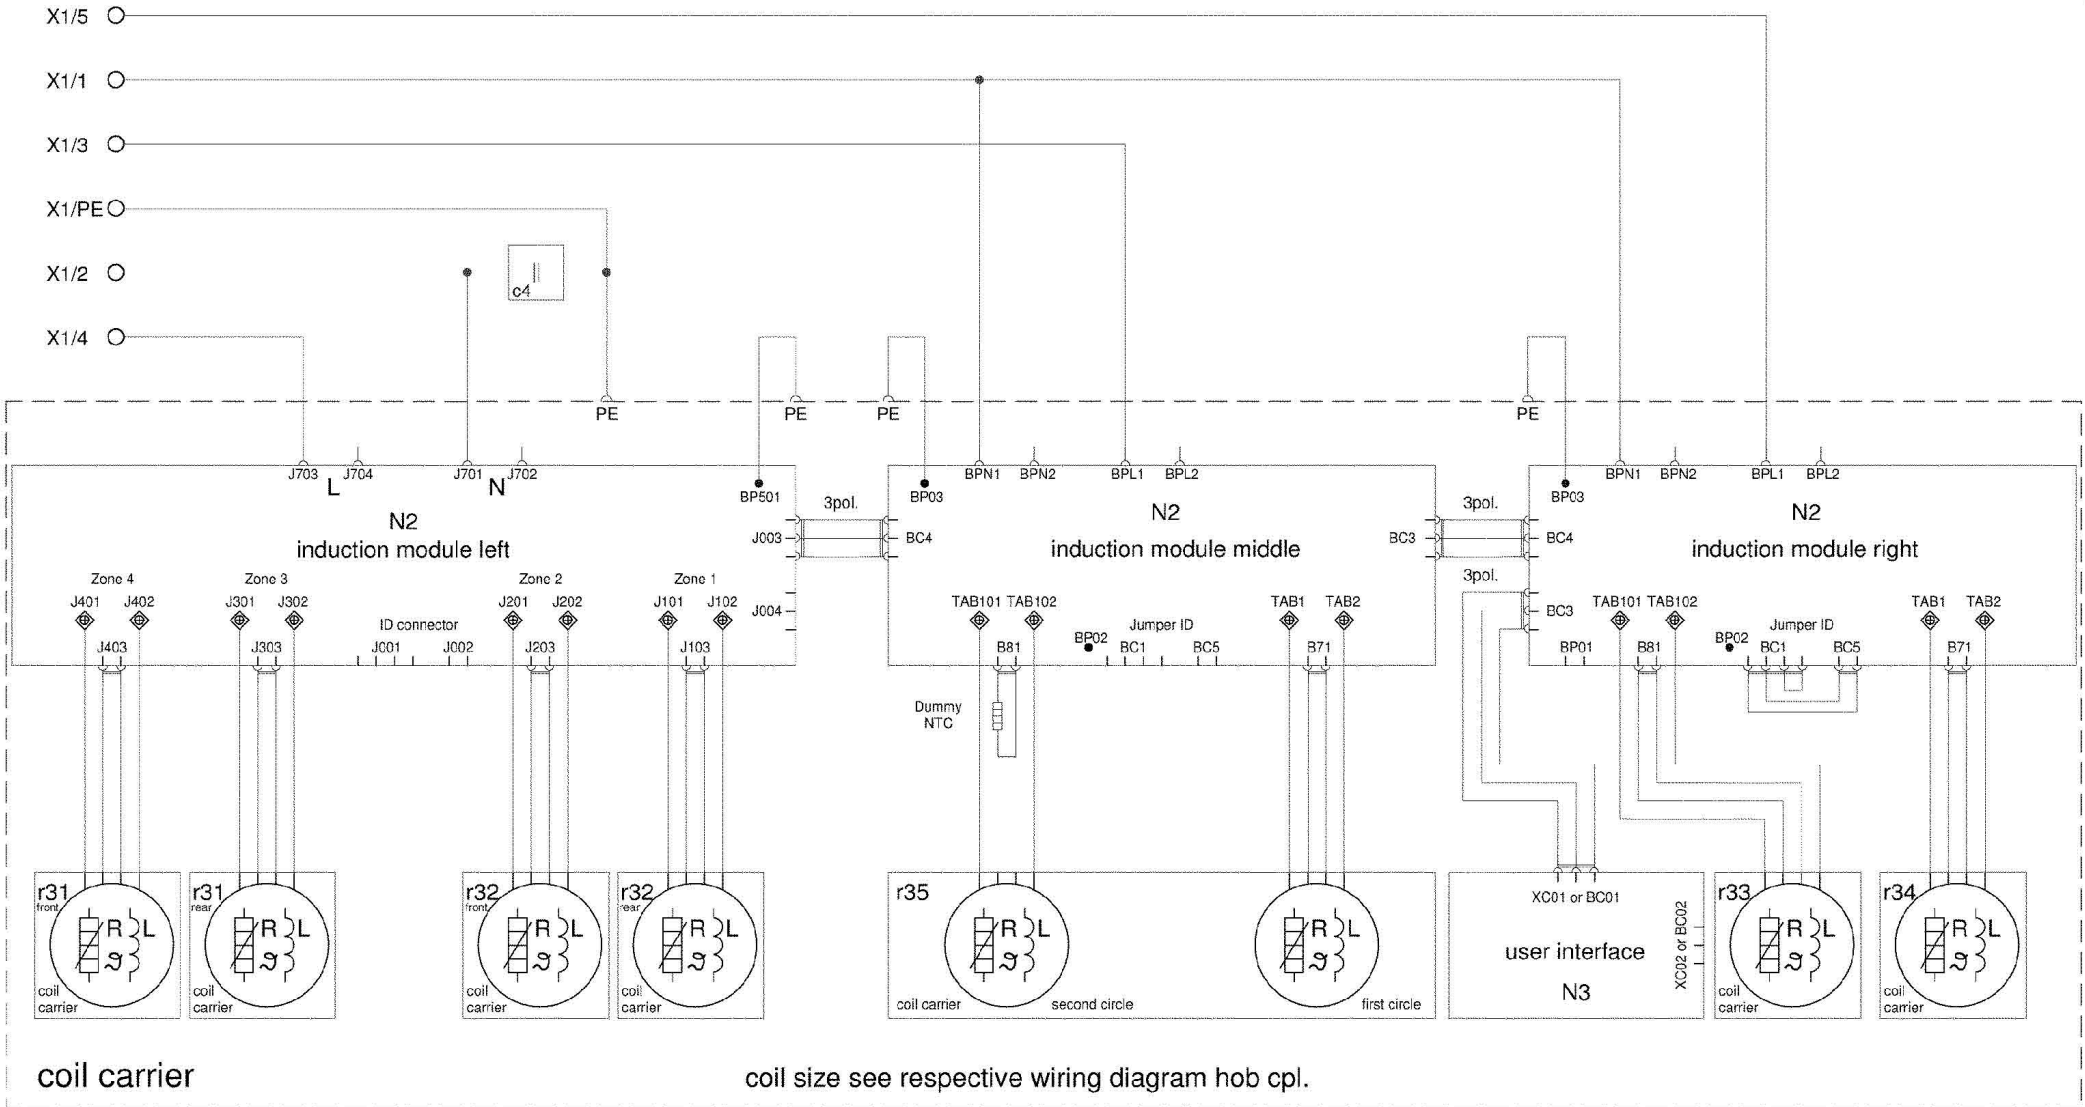 X1/5
X1/1
X1/3
X1/PE
X1/2
c4
X1/4
PE PE PE PE
J703 J704 J701 J702 BPN1 BPN2 BPL1 BPL2 BPN1 BPN2 BPL1 BPL2
L N
BP501 BP03 BP03
3pol. 3pol.
N2 N2 N2
J003 BC4 BC3 BC4
induction module left induction module middle induction module right
Zone 4 Zone 3 Zone 2 Zone 1 3pol.
J401 J402 J301 J302 J201 J202 J101 J102 TAB101 TAB102 TAB1 TAB2 TAB101 TAB102 TAB1 TAB2
J004 BC3
ID connector Jumper ID Jumper ID
BP02 BP02
J403 J303 J001 J002 J203 J103 B81 BC1 BC5 B71 BP01 B81 BC1 BC5 B71
Dummy
NTC
r31 r31 r32 r32 r35 r33 r34
front rear front rear
XC01 or BC01
R L R L R L R L R L R L R L R L
XC02 or BC02
user interface
ϑ ϑ ϑ ϑ ϑ ϑ ϑ ϑ
N3
coil coil coil coil coil coil
carrier carrier carrier carrier coil carrier second circle first circle carrier carrier
coil carrier
coil size see respective wiring diagram hob cpl.